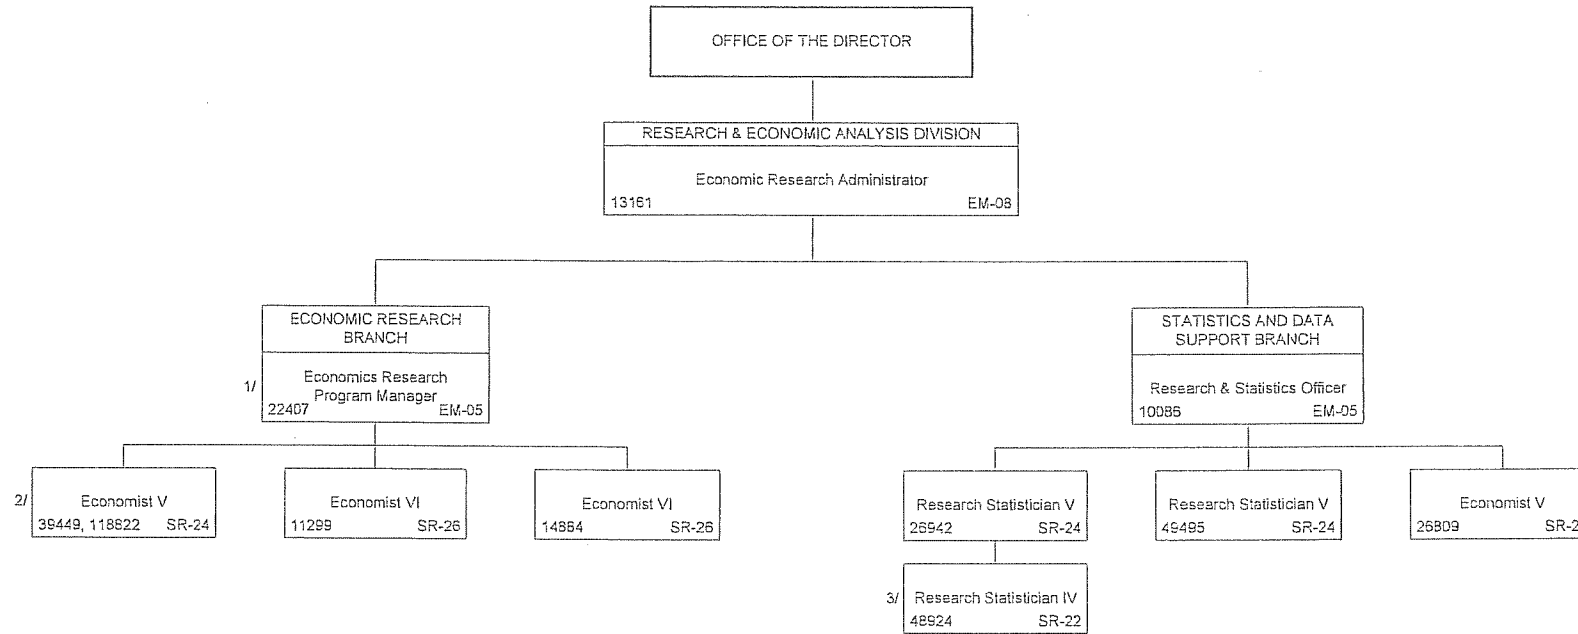 OFFICE OF THE DIRECTOR
RESEARCH & ECONOMIC ANALYSIS DIVISION
Economic Research Administrator
13161 EM-08
ECONOMIC RESEARCH
BRANCH
1/
Economics Research
Program Manager
22407 EM-05
STATISTICS AND DATA
SUPPORT BRANCH
Research & Statistics Officer
10086 EM-05
2/
Economist V
39449, 118822 SR-24
Economist VI
11299 SR-26
Economist VI
14884 SR-26
Research Statistician V
26942 SR-24
Research Statistician V
49495 SR-24
Economist V
26809 SR-2
3/
Research Statistician IV
48924 SR-22